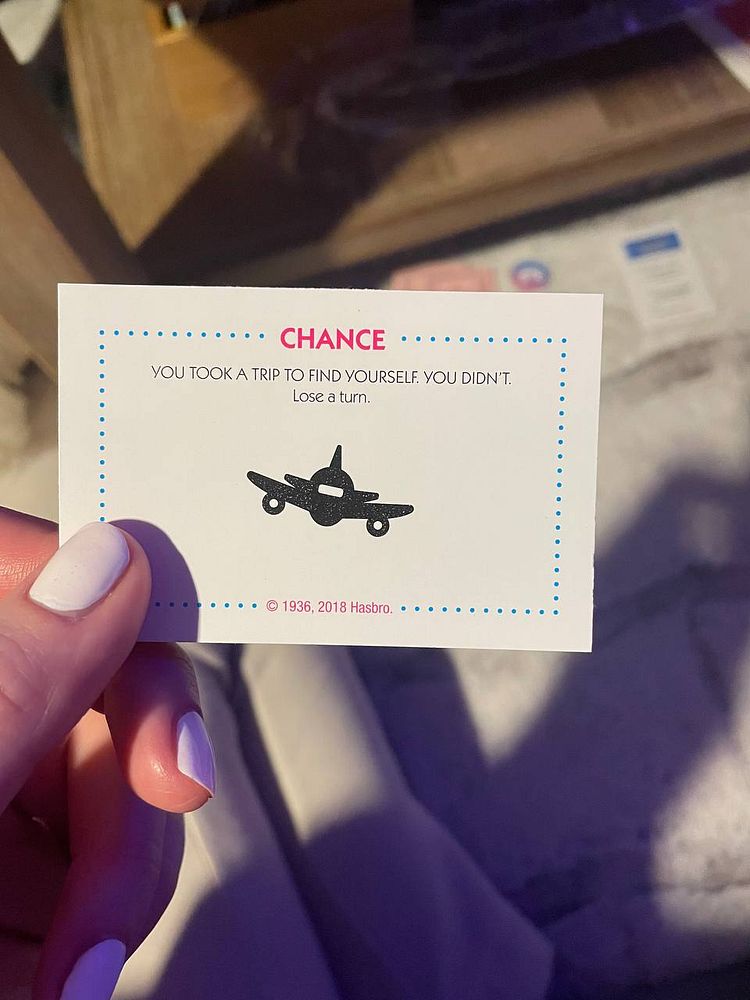 CHANCE
YOU TOOK A TRIP TO FIND YOURSELF. YOU DIDN'T.
Lose a turn.
© 1936, 2018 Hasbro.